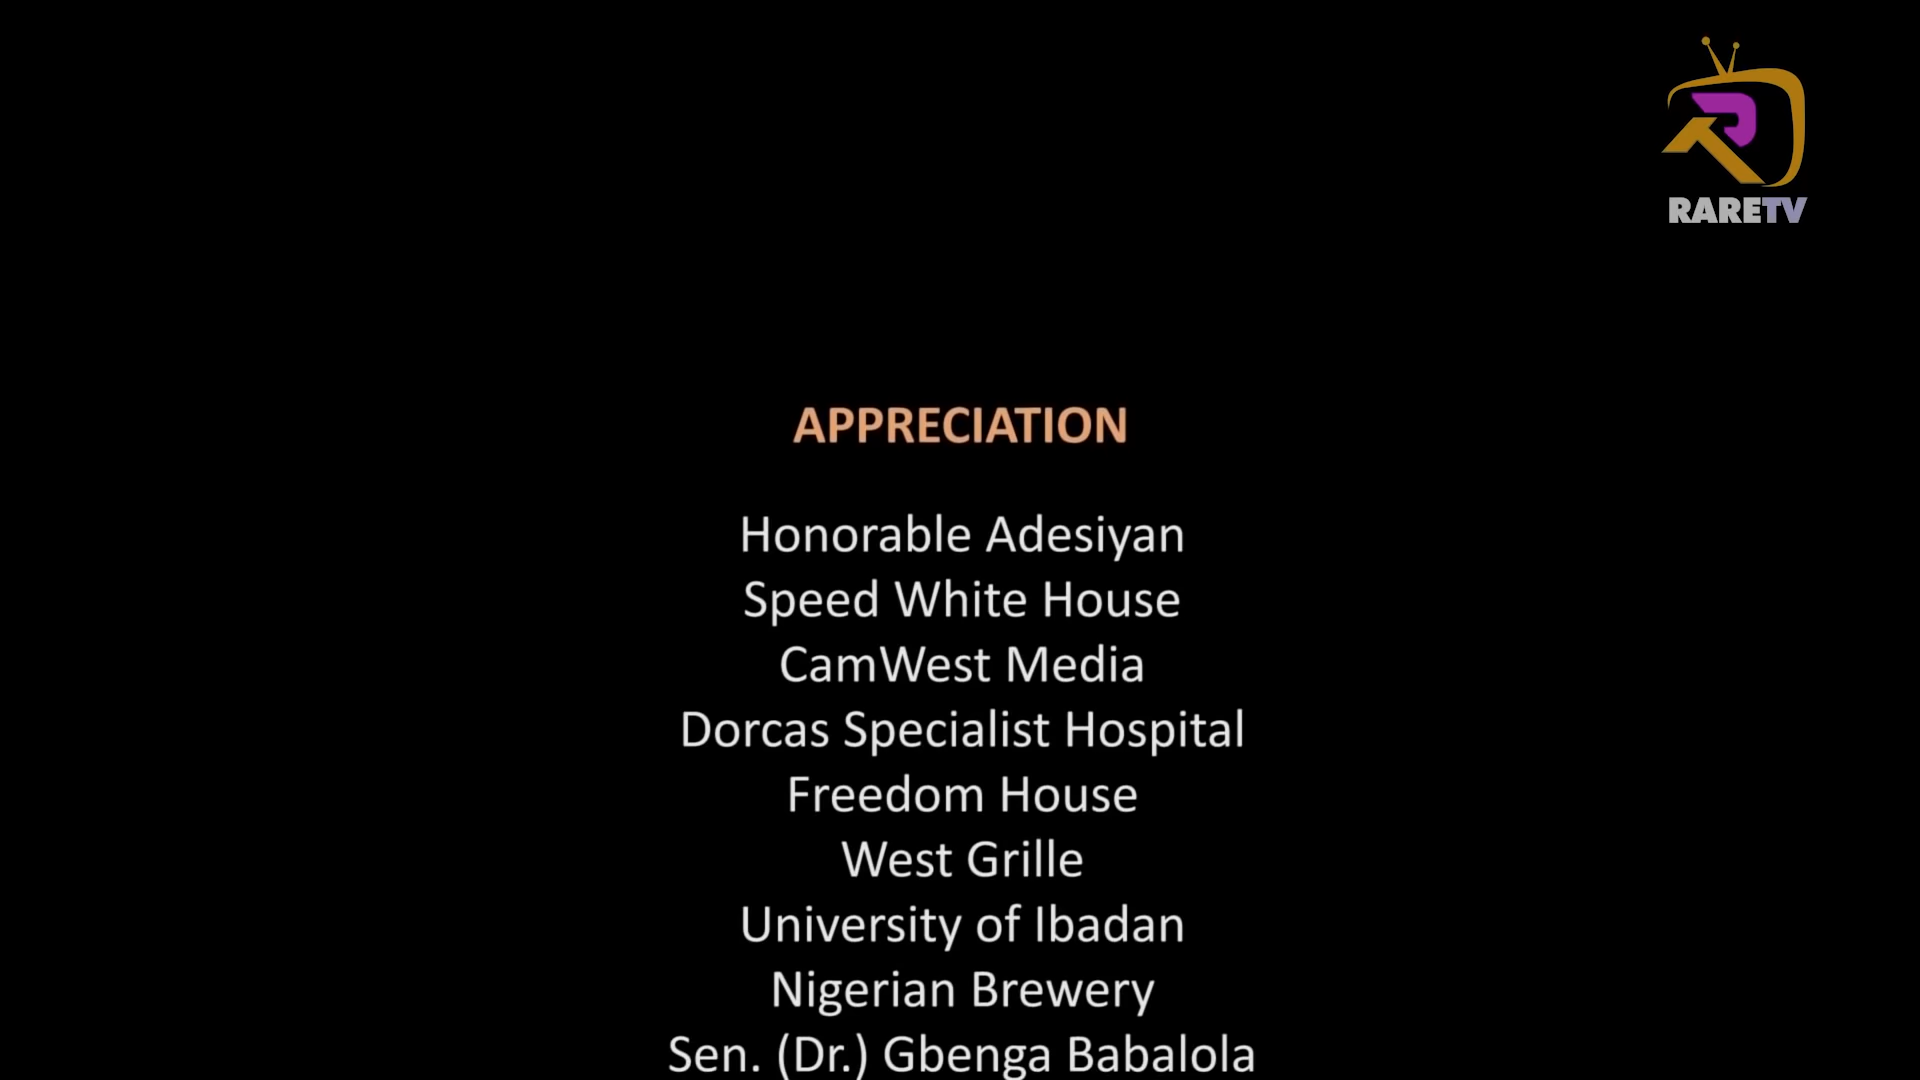 RARETV
APPRECIATION
Honorable Adesiyan
Speed White House
CamWest Media
Dorcas Specialist Hospital
Freedom House
West Grille
University of Ibadan
Nigerian Brewery
Sen. (Dr.) Gbenga Babalola